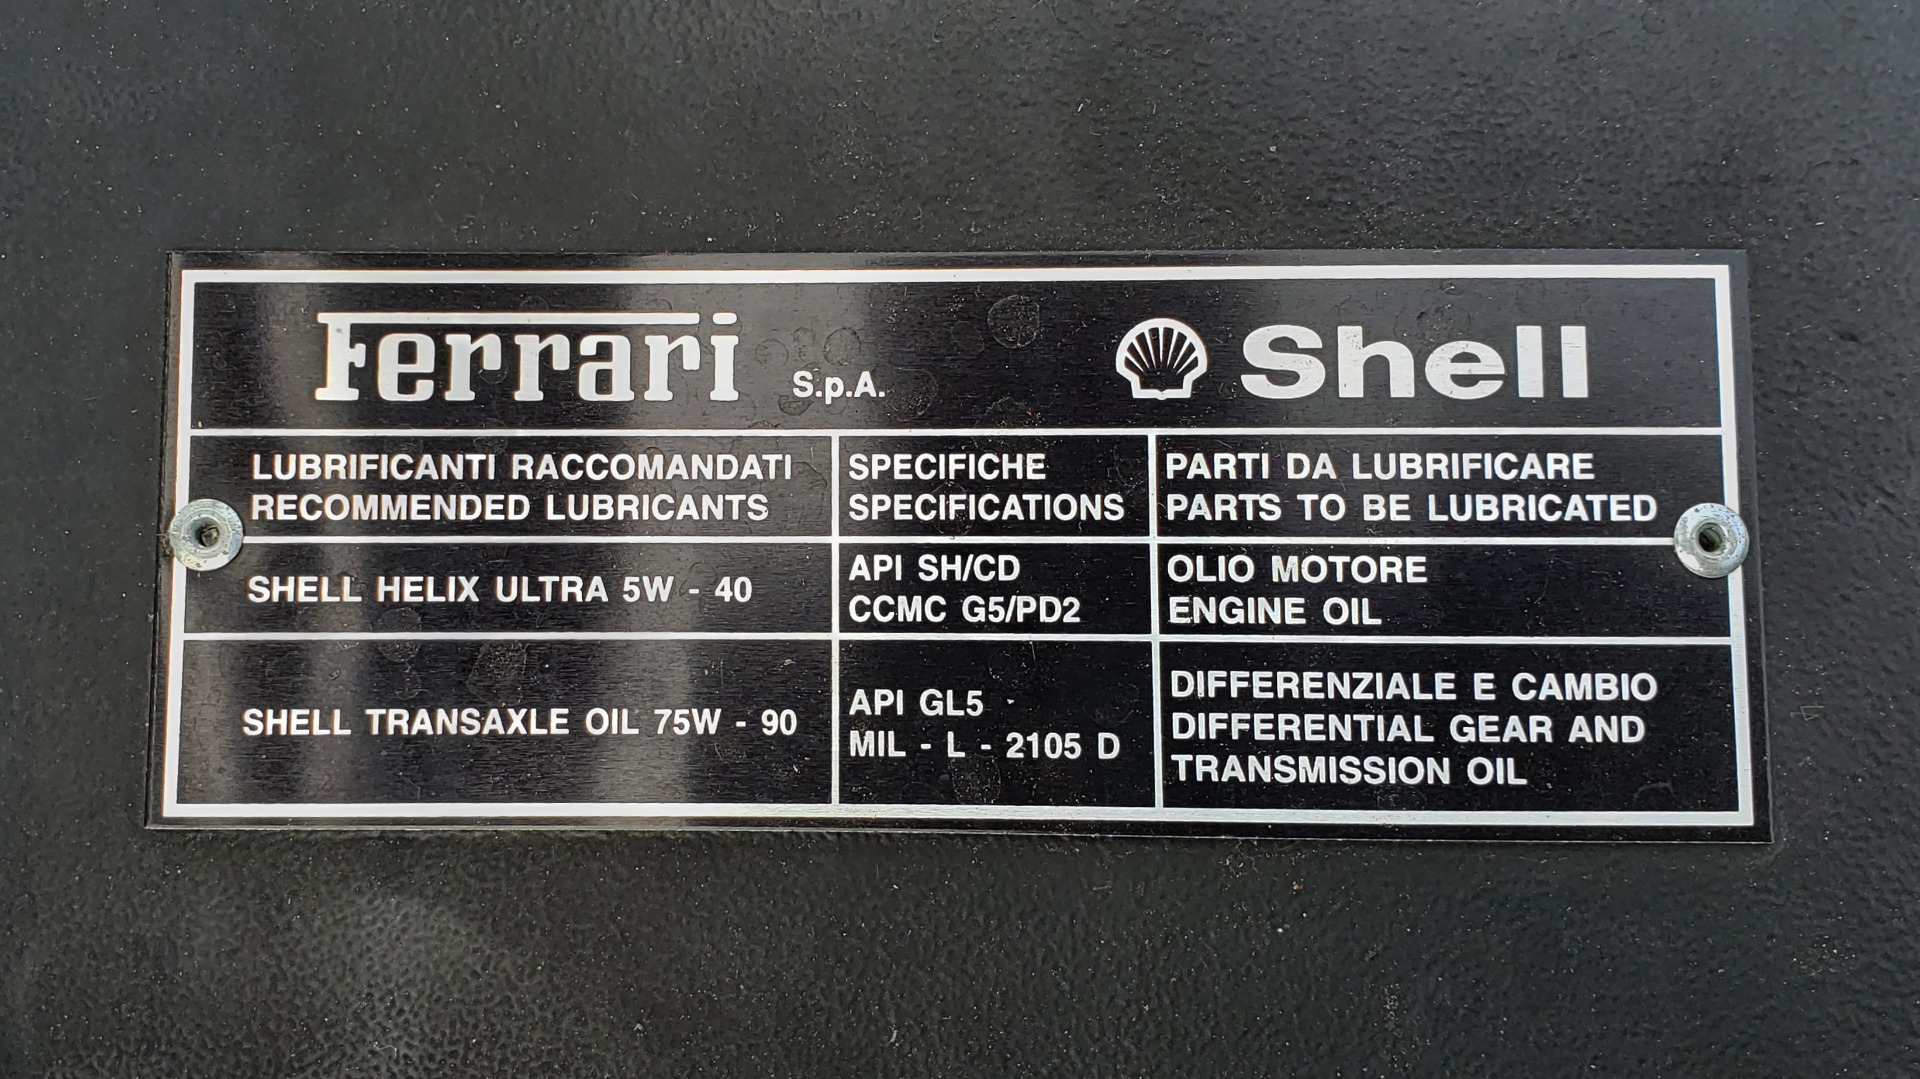 Ferrari S.p.A.
Shell
LUBRIFICANTI RACCOMANDATI
RECOMMENDED LUBRICANTS
SPECIFICHE
SPECIFICATIONS
PARTI DA LUBRIFICARE
PARTS TO BE LUBRICATED
SHELL HELIX ULTRA 5W - 40
API SH/CD
CCMC G5/PD2
OLIO MOTORE
ENGINE OIL
SHELL TRANSAXLE OIL 75W - 90
API GL5
MIL - L - 2105 D
DIFFERENZIALE E CAMBIO
DIFFERENTIAL GEAR AND
TRANSMISSION OIL